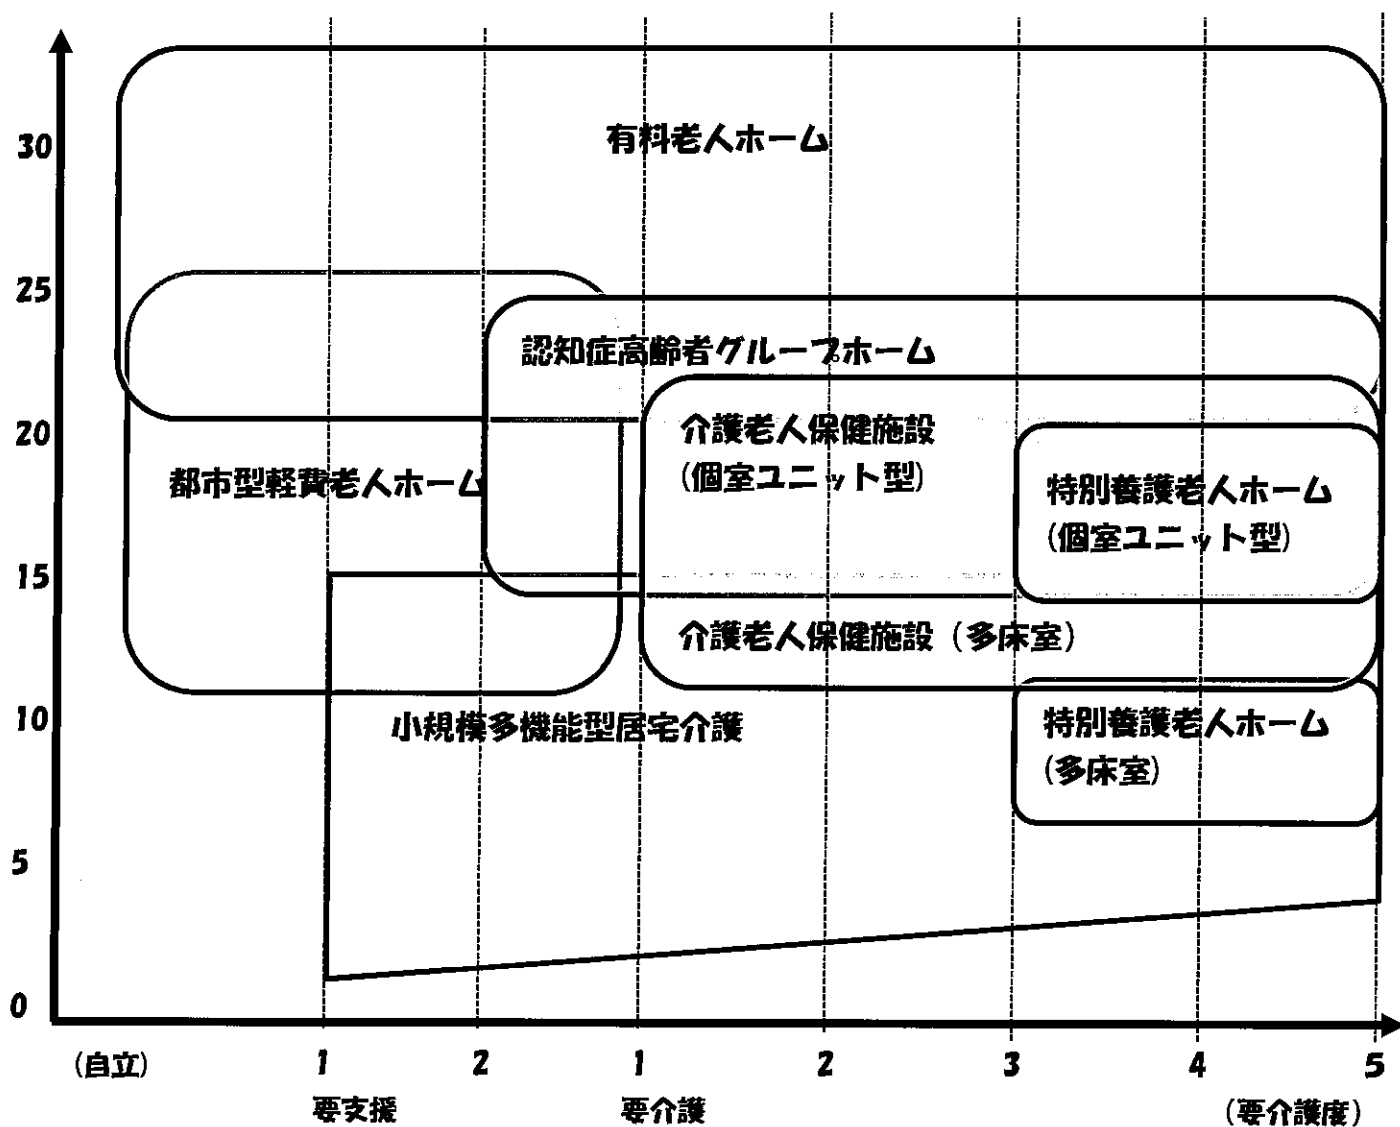 30
有料老人ホーム
25
認知症高齢者グループホーム
20
介護老人保健施設
(個室ユニット型)
都市型軽費老人ホーム
特別養護老人ホーム
(個室ユニット型)
15
介護老人保健施設（多床室）
10
小規模多機能型居宅介護
特別養護老人ホーム
(多床室)
5
0
(自立) 1 2 1 2 3 4 5
要支援 要介護 (要介護度)